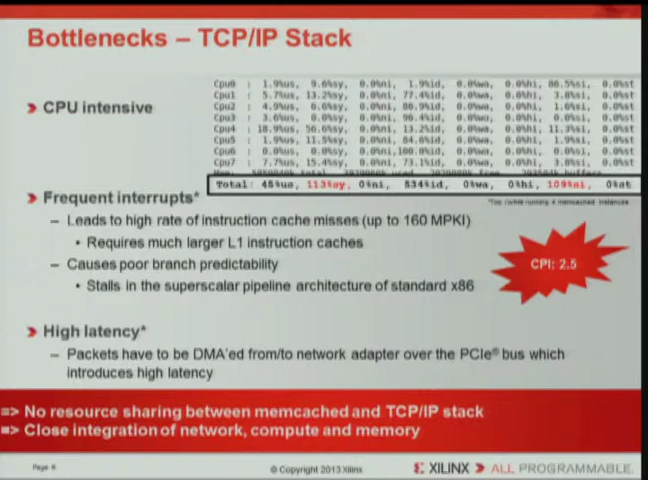 Bottlenecks – TCP/IP Stack
❯ CPU intensive
Cpu0 : 1.9%us, 9.6%sy, 0.0%ni, 1.9%id, 0.0%wa, 0.0%hi, 86.5%si, 0.0%st
Cpu1 : 5.7%us, 13.2%sy, 0.0%ni, 77.4%id, 0.0%wa, 0.0%hi, 3.8%si, 0.0%st
Cpu2 : 4.9%us, 6.6%sy, 0.0%ni, 86.9%id, 0.0%wa, 0.0%hi, 1.6%si, 0.0%st
Cpu3 : 3.6%us, 0.0%sy, 0.0%ni, 96.4%id, 0.0%wa, 0.0%hi, 0.0%si, 0.0%st
Cpu4 : 18.9%us, 56.6%sy, 0.0%ni, 13.2%id, 0.0%wa, 0.0%hi, 11.3%si, 0.0%st
Cpu5 : 1.9%us, 11.5%sy, 0.0%ni, 84.6%id, 0.0%wa, 0.0%hi, 1.9%si, 0.0%st
Cpu6 : 0.0%us, 0.0%sy, 0.0%ni,100.0%id, 0.0%wa, 0.0%hi, 0.0%si, 0.0%st
Cpu7 : 7.7%us, 15.4%sy, 0.0%ni, 73.1%id, 0.0%wa, 0.0%hi, 3.8%si, 0.0%st
Total: 45%us, 113%sy, 0%ni, 534%id, 0%wa, 0%hi, 109%si, 0%st
❯ Frequent interrupts*
– Leads to high rate of instruction cache misses (up to 160 MPKI)
• Requires much larger L1 instruction caches
– Causes poor branch predictability
• Stalls in the superscalar pipeline architecture of standard x86
CPI: 2.5
❯ High latency*
– Packets have to be DMA'ed from/to network adapter over the PCIe® bus which
introduces high latency
=> No resource sharing between memcached and TCP/IP stack
=> Close integration of network, compute and memory
Page 6
© Copyright 2013 Xilinx
XILINX ❯ ALL PROGRAMMABLE.